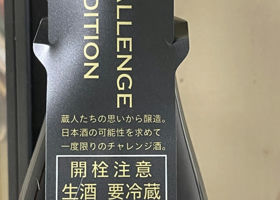 ALLENGE
DITION
蔵人たちの思いから醸造。
日本酒の可能性を求めて
一度限りのチャレンジ酒。
開栓注意
生酒 要冷蔵